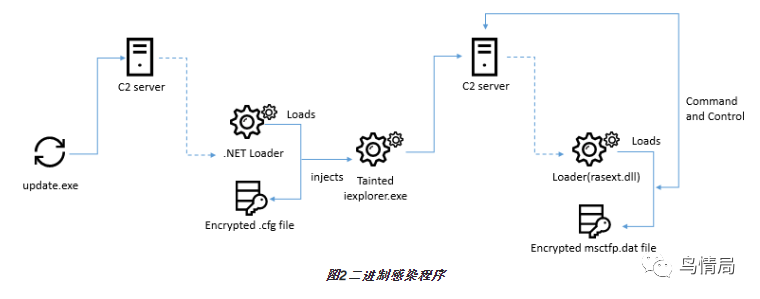 update.exe
C2 server
.NET Loader
Loads
Encrypted .cfg file
injects
Tainted
iexplorer.exe
C2 server
Loader(rasext.dll)
Loads
Encrypted msctfp.dat file
Command
and Control
图2二进制感染程序
鸟情局